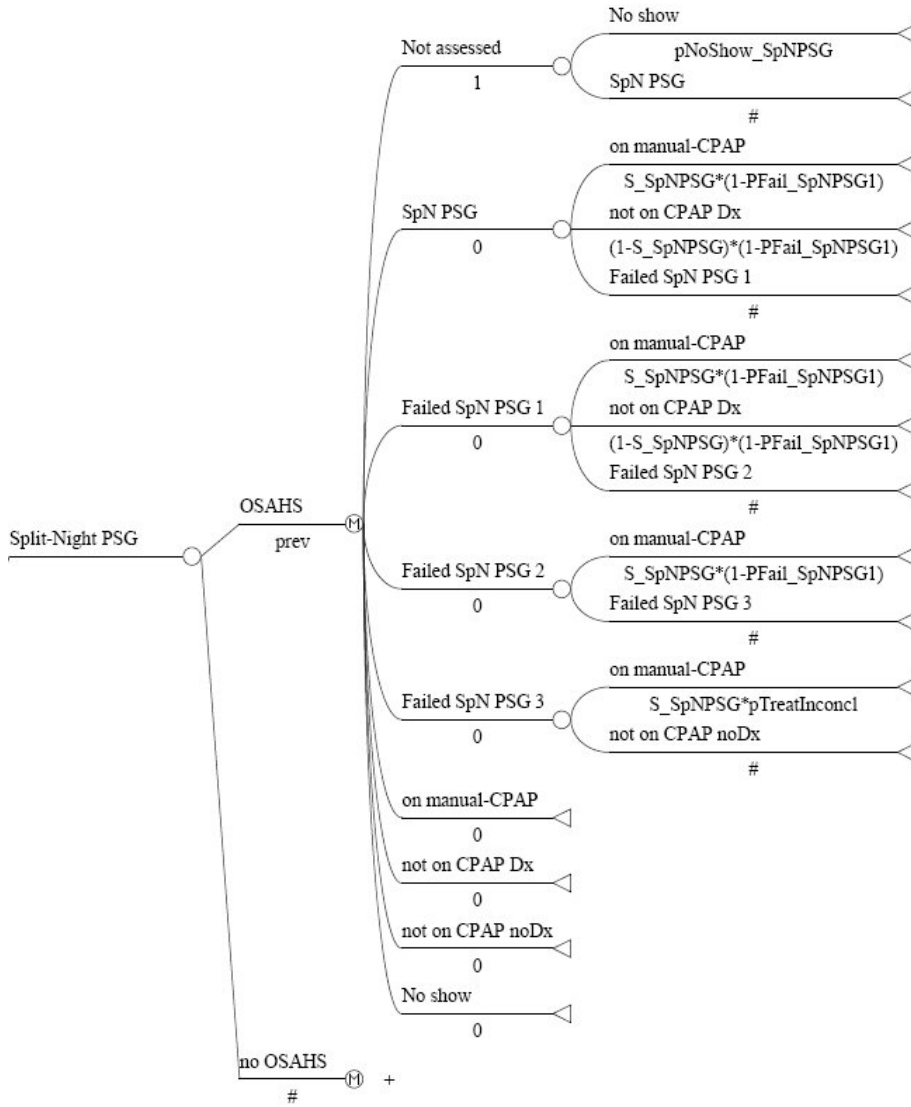 Split-Night PSG
OSAHS
prev
M
Not assessed
1
No show
pNoShow_SpNPSG
SpN PSG
#
SpN PSG
0
on manual-CPAP
S_SpNPSG*(1-PFail_SpNPSG1)
not on CPAP Dx
(1-S_SpNPSG)*(1-PFail_SpNPSG1)
Failed SpN PSG 1
#
Failed SpN PSG 1
0
on manual-CPAP
S_SpNPSG*(1-PFail_SpNPSG1)
not on CPAP Dx
(1-S_SpNPSG)*(1-PFail_SpNPSG1)
Failed SpN PSG 2
#
Failed SpN PSG 2
0
on manual-CPAP
S_SpNPSG*(1-PFail_SpNPSG1)
Failed SpN PSG 3
#
Failed SpN PSG 3
0
on manual-CPAP
S_SpNPSG*pTreatInconcl
not on CPAP noDx
#
on manual-CPAP
0
not on CPAP Dx
0
not on CPAP noDx
0
No show
0
no OSAHS
#
M +